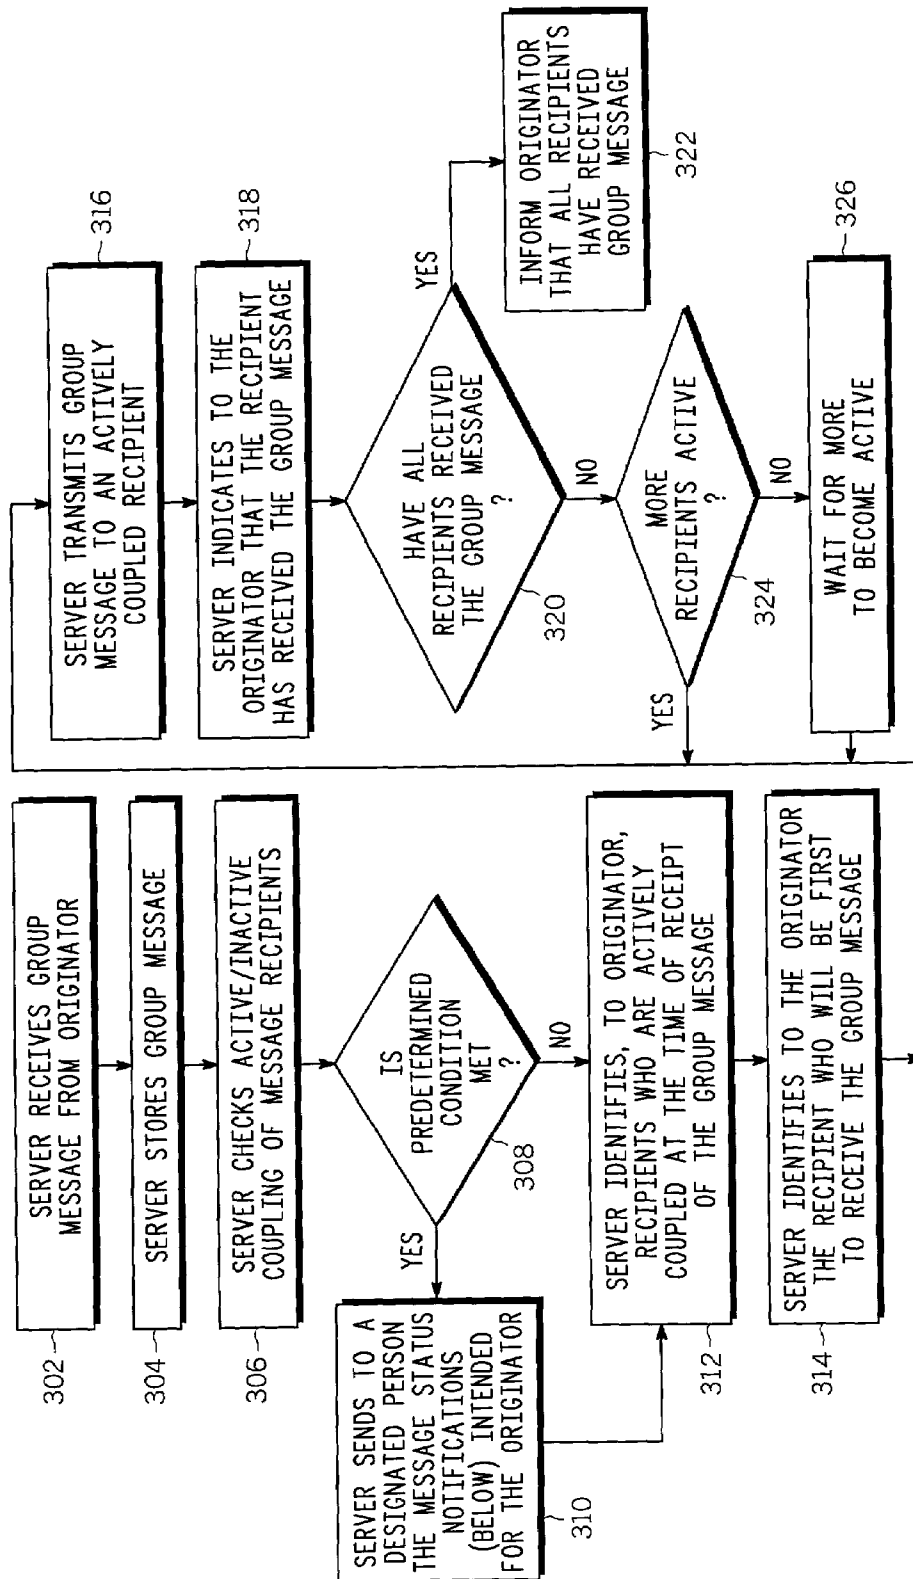 SERVER RECEIVES GROUP
MESSAGE FROM ORIGINATOR
302
SERVER STORES GROUP MESSAGE
304
SERVER CHECKS ACTIVE/INACTIVE
COUPLING OF MESSAGE RECIPIENTS
306
IS
PREDETERMINED
CONDITION
MET
?
308
YES
NO
SERVER SENDS TO A
DESIGNATED PERSON
THE MESSAGE STATUS
NOTIFICATIONS
(BELOW) INTENDED
FOR THE ORIGINATOR
310
SERVER IDENTIFIES, TO ORIGINATOR,
RECIPIENTS WHO ARE ACTIVELY
COUPLED AT THE TIME OF RECEIPT
OF THE GROUP MESSAGE
312
SERVER IDENTIFIES TO THE ORIGINATOR
THE RECIPIENT WHO WILL BE FIRST
TO RECEIVE THE GROUP MESSAGE
314
SERVER TRANSMITS GROUP
MESSAGE TO AN ACTIVELY
COUPLED RECIPIENT
316
SERVER INDICATES TO THE
ORIGINATOR THAT THE RECIPIENT
HAS RECEIVED THE GROUP MESSAGE
318
HAVE ALL
RECIPIENTS RECEIVED
THE GROUP MESSAGE
?
320
YES
NO
INFORM ORIGINATOR
THAT ALL RECIPIENTS
HAVE RECEIVED
GROUP MESSAGE
322
MORE
RECIPIENTS ACTIVE
?
324
YES
NO
WAIT FOR MORE
TO BECOME ACTIVE
326